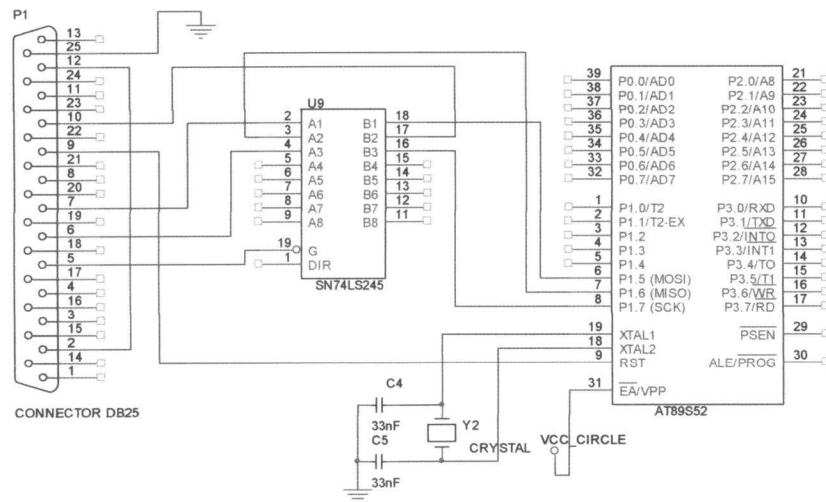 P1
13
25
12
24
11
23
10
22
9
21
8
20
7
19
6
18
5
17
4
16
3
15
2
14
1
CONNECTOR DB25
U9
2 A1 B1 18
3 A2 B2 17
4 A3 B3 16
5 A4 B4 15
6 A5 B5 14
7 A6 B6 13
8 A7 B7 12
9 A8 B8 11
19 G
1 DIR
SN74LS245
39 P0.0/AD0 P2.0/A8 21
38 P0.1/AD1 P2.1/A9 22
37 P0.2/AD2 P2.2/A10 23
36 P0.3/AD3 P2.3/A11 24
35 P0.4/AD4 P2.4/A12 25
34 P0.5/AD5 P2.5/A13 26
33 P0.6/AD6 P2.6/A14 27
32 P0.7/AD7 P2.7/A15 28
1 P1.0/T2 P3.0/RXD 10
2 P1.1/T2-EX P3.1/TXD 11
3 P1.2 P3.2/INTO 12
4 P1.3 P3.3/INT1 13
5 P1.4 P3.4/TO 14
6 P1.5 (MOSI) P3.5/T1 15
7 P1.6 (MISO) P3.6/WR 16
8 P1.7 (SCK) P3.7/RD 17
19 XTAL1 PSEN 29
18 XTAL2
9 RST ALE/PROG 30
31 EA/VPP
AT89S52
C4
33nF
C5
33nF
Y2
CRYSTAL
VCC_CIRCLE